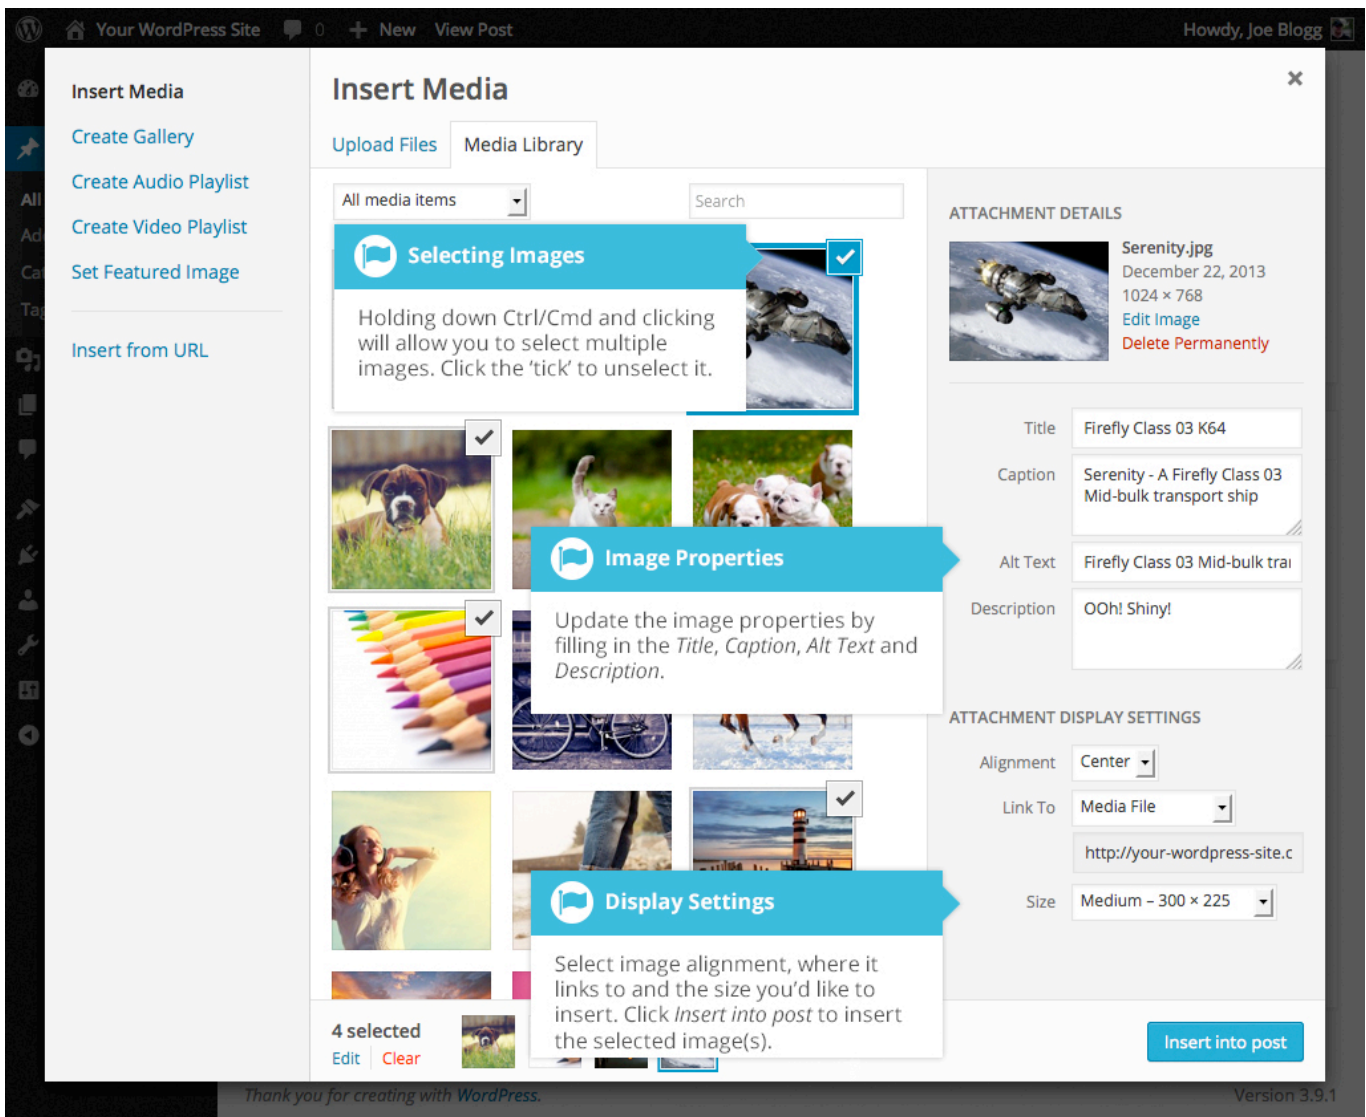 Your WordPress Site 0 New View Post Howdy, Joe Blogg
Insert Media
Create Gallery
Create Audio Playlist
Create Video Playlist
Set Featured Image
Insert from URL
All
Ad
Cat
Tag
Insert Media
Upload Files Media Library
All media items Search
Selecting Images
Holding down Ctrl/Cmd and clicking
will allow you to select multiple
images. Click the ‘tick’ to unselect it.
Image Properties
Update the image properties by
filling in the Title, Caption, Alt Text and
Description.
Display Settings
Select image alignment, where it
links to and the size you’d like to
insert. Click Insert into post to insert
the selected image(s).
ATTACHMENT DETAILS
Serenity.jpg
December 22, 2013
1024 × 768
Edit Image
Delete Permanently
Title Firefly Class 03 K64
Caption Serenity - A Firefly Class 03
Mid-bulk transport ship
Alt Text Firefly Class 03 Mid-bulk tra
Description OOh! Shiny!
ATTACHMENT DISPLAY SETTINGS
Alignment Center
Link To Media File
http://your-wordpress-site.c
Size Medium – 300 × 225
4 selected
Edit Clear
Insert into post
Thank you for creating with WordPress. Version 3.9.1